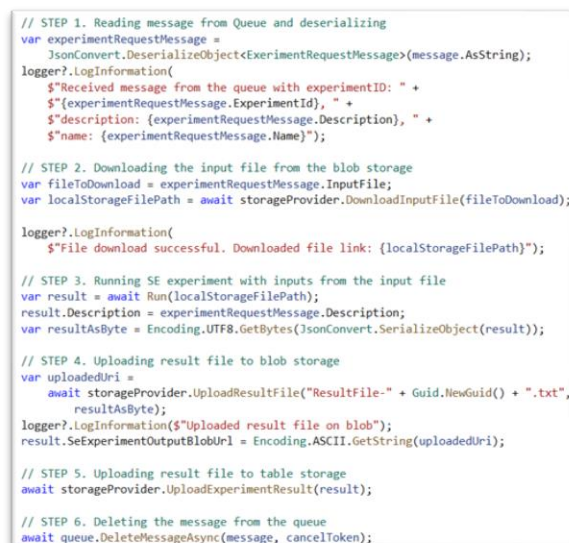 // STEP 1. Reading message from Queue and deserializing
var experimentRequestMessage =
JsonConvert.DeserializeObject<ExerimentRequestMessage>(message.AsString);
logger?.LogInformation(
$"Received message from the queue with experimentID: " +
$"{experimentRequestMessage.ExperimentId}, " +
$"description: {experimentRequestMessage.Description}, " +
$"name: {experimentRequestMessage.Name}");
// STEP 2. Downloading the input file from the blob storage
var fileToDownload = experimentRequestMessage.InputFile;
var localStorageFilePath = await storageProvider.DownloadInputFile(fileToDownload);
logger?.LogInformation(
$"File download successful. Downloaded file link: {localStorageFilePath}");
// STEP 3. Running SE experiment with inputs from the input file
var result = await Run(localStorageFilePath);
result.Description = experimentRequestMessage.Description;
var resultAsByte = Encoding.UTF8.GetBytes(JsonConvert.SerializeObject(result));
// STEP 4. Uploading result file to blob storage
var uploadedUri =
await storageProvider.UploadResultFile("ResultFile-" + Guid.NewGuid() + ".txt",
resultAsByte);
logger?.LogInformation($"Uploaded result file on blob");
result.SeExperimentOutputBlobUrl = Encoding.ASCII.GetString(uploadedUri);
// STEP 5. Uploading result file to table storage
await storageProvider.UploadExperimentResult(result);
// STEP 6. Deleting the message from the queue
await queue.DeleteMessageAsync(message, cancelToken);